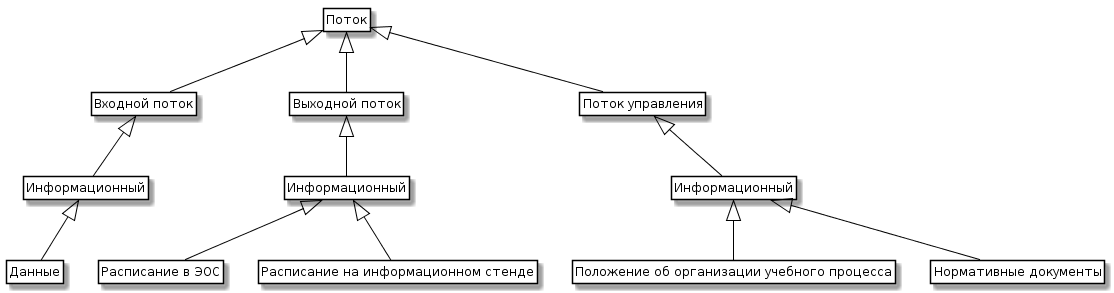 Поток
Входной поток
Выходной поток
Поток управления
Информационный
Информационный
Информационный
Данные
Расписание в ЭОС
Расписание на информационном стенде
Положение об организации учебного процесса
Нормативные документы